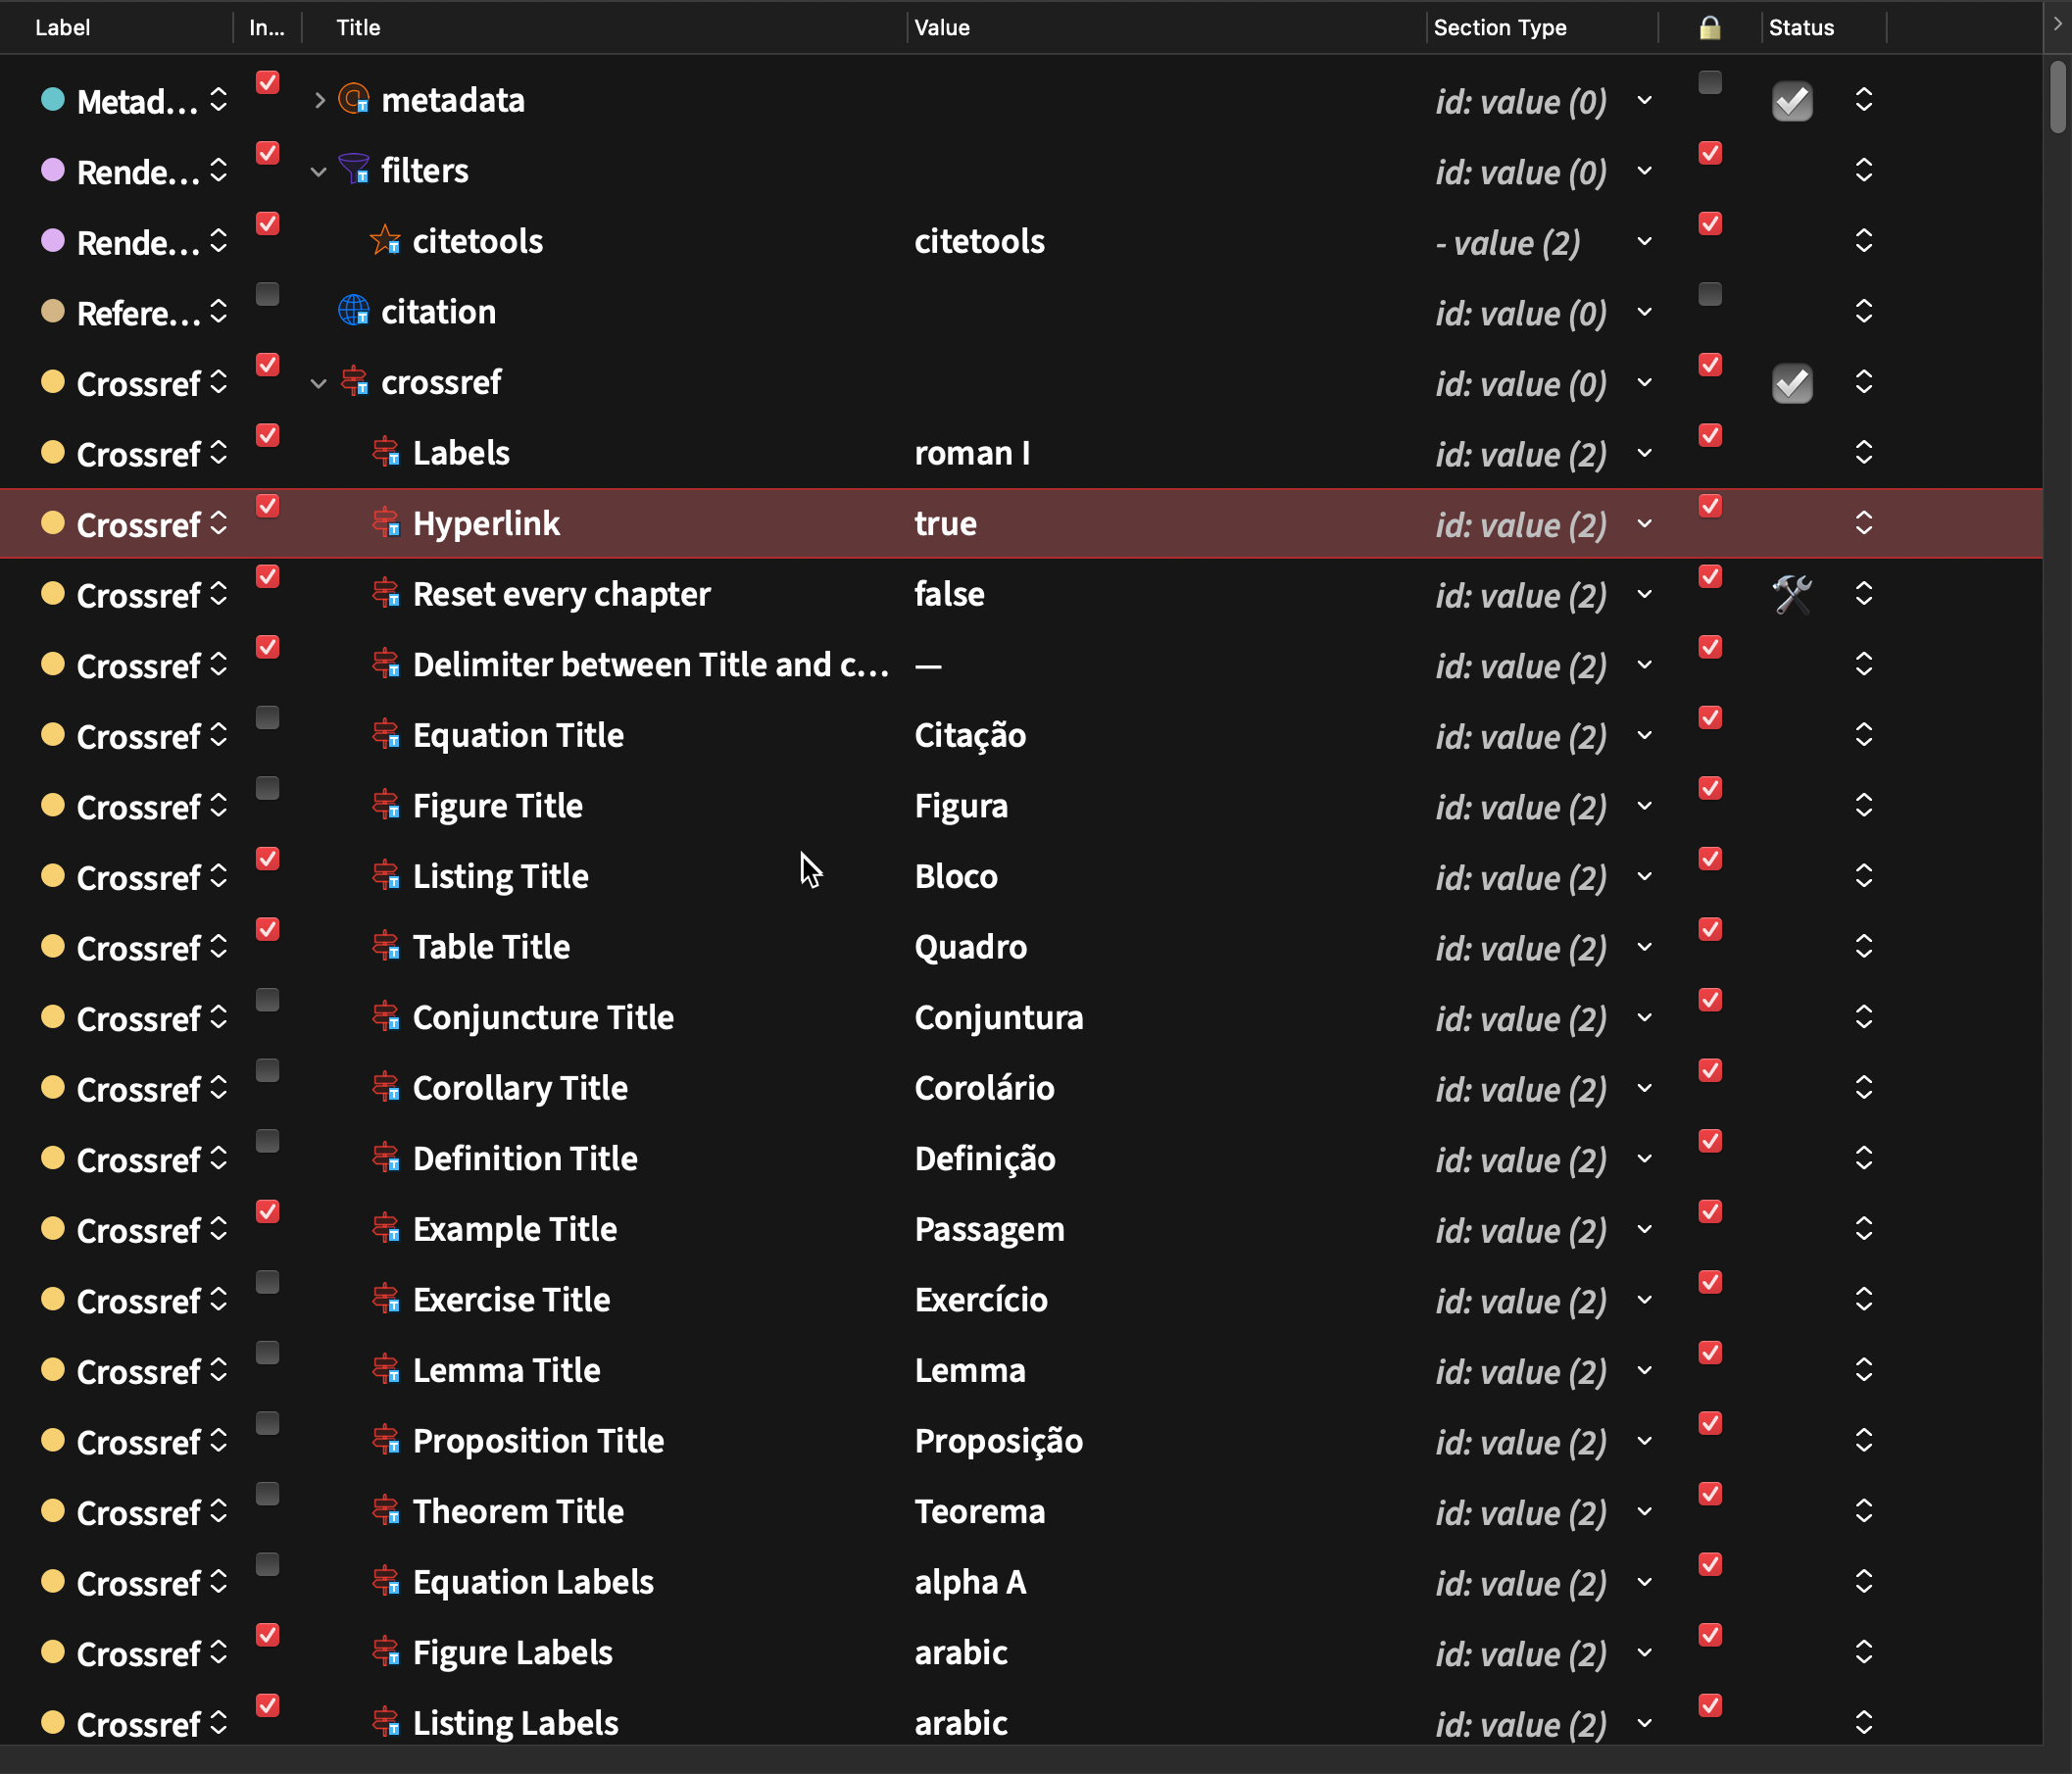 Label In... Title Value Section Type Status
Metad... metadata id: value (0)
Rende... filters id: value (0)
Rende... citetools citetools - value (2)
Refere... citation id: value (0)
Crossref crossref id: value (0)
Crossref Labels roman I id: value (2)
Crossref Hyperlink true id: value (2)
Crossref Reset every chapter false id: value (2)
Crossref Delimiter between Title and c... — id: value (2)
Crossref Equation Title Citação id: value (2)
Crossref Figure Title Figura id: value (2)
Crossref Listing Title Bloco id: value (2)
Crossref Table Title Quadro id: value (2)
Crossref Conjuncture Title Conjuntura id: value (2)
Crossref Corollary Title Corolário id: value (2)
Crossref Definition Title Definição id: value (2)
Crossref Example Title Passagem id: value (2)
Crossref Exercise Title Exercício id: value (2)
Crossref Lemma Title Lemma id: value (2)
Crossref Proposition Title Proposição id: value (2)
Crossref Theorem Title Teorema id: value (2)
Crossref Equation Labels alpha A id: value (2)
Crossref Figure Labels arabic id: value (2)
Crossref Listing Labels arabic id: value (2)